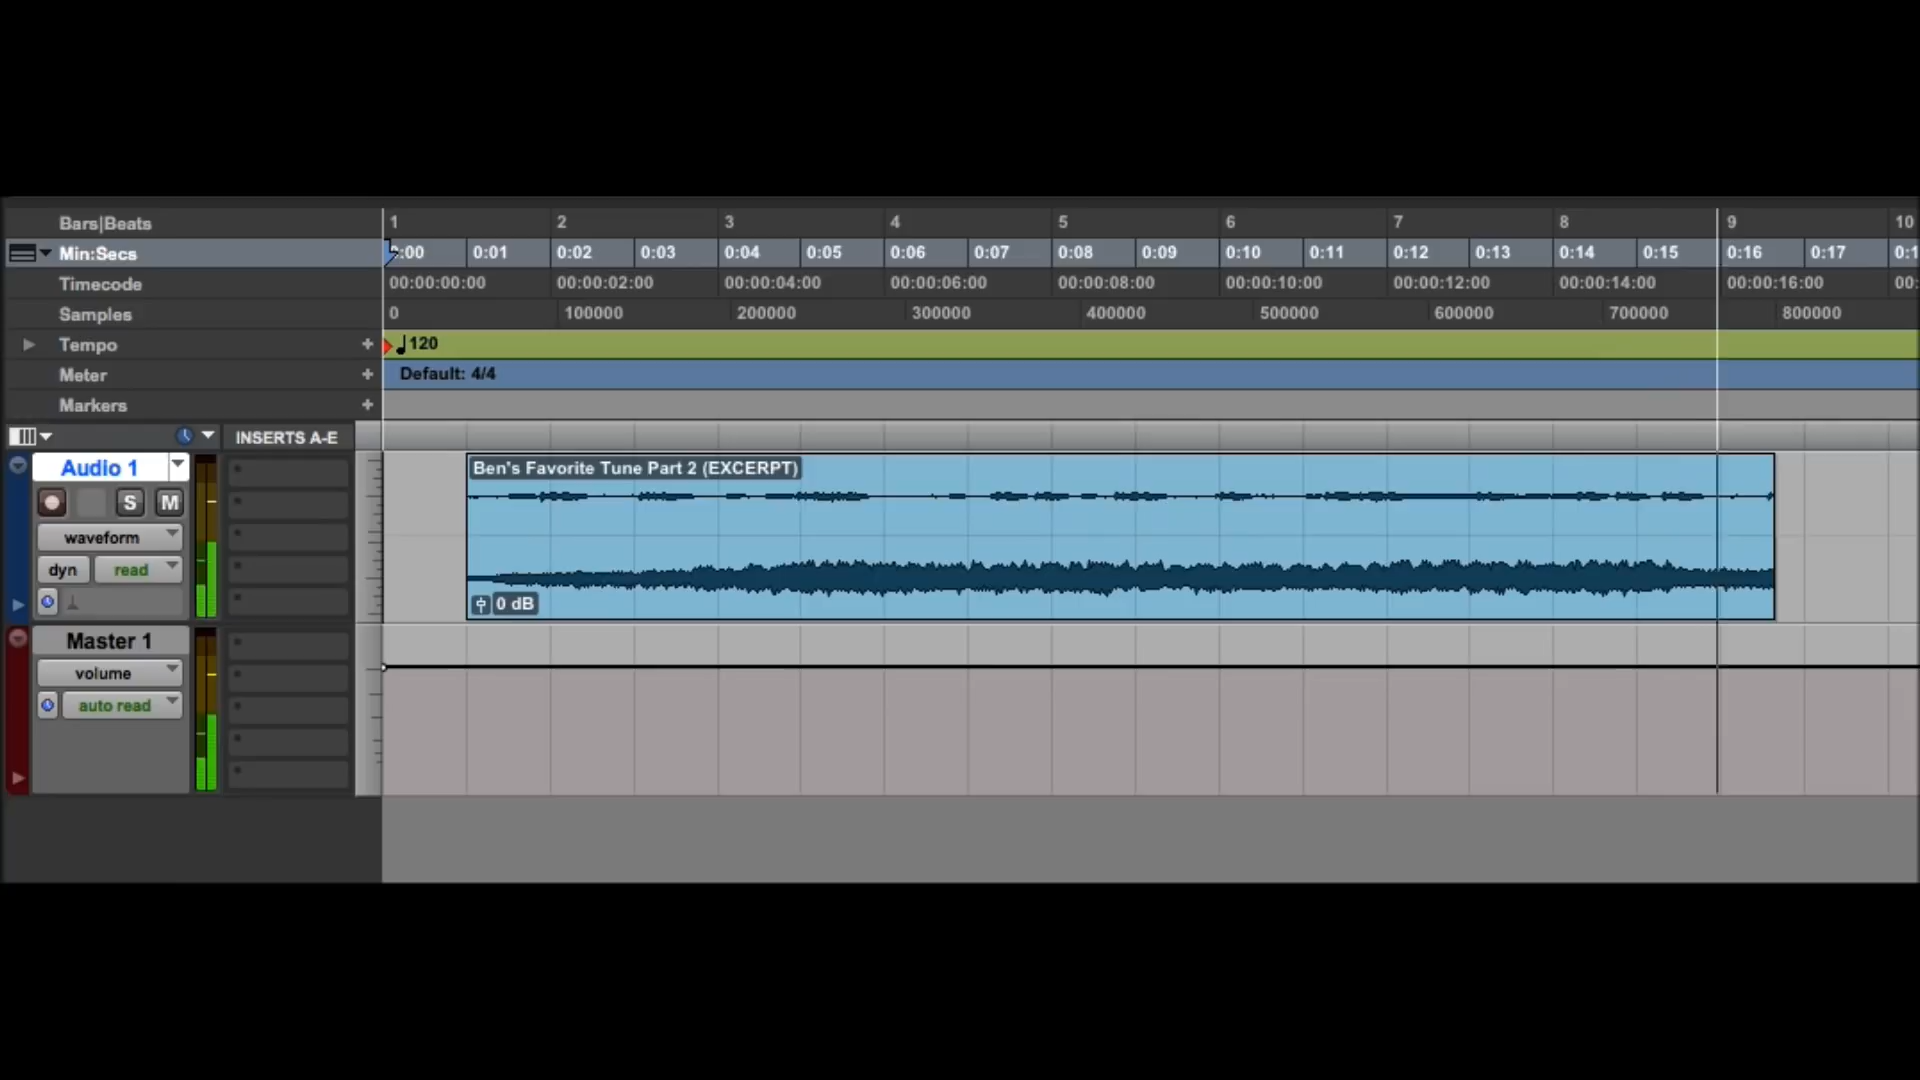 Bars|Beats 1 2 3 4 5 6 7 8 9 10
Min:Secs :00 0:01 0:02 0:03 0:04 0:05 0:06 0:07 0:08 0:09 0:10 0:11 0:12 0:13 0:14 0:15 0:16 0:17 0:1
Timecode 00:00:00:00 00:00:02:00 00:00:04:00 00:00:06:00 00:00:08:00 00:00:10:00 00:00:12:00 00:00:14:00 00:00:16:00 00:
Samples 0 100000 200000 300000 400000 500000 600000 700000 800000
Tempo + 120
Meter + Default: 4/4
Markers +
INSERTS A-E
Audio 1
Ben's Favorite Tune Part 2 (EXCERPT)
S M
waveform
dyn read
0 dB
Master 1
volume
auto read